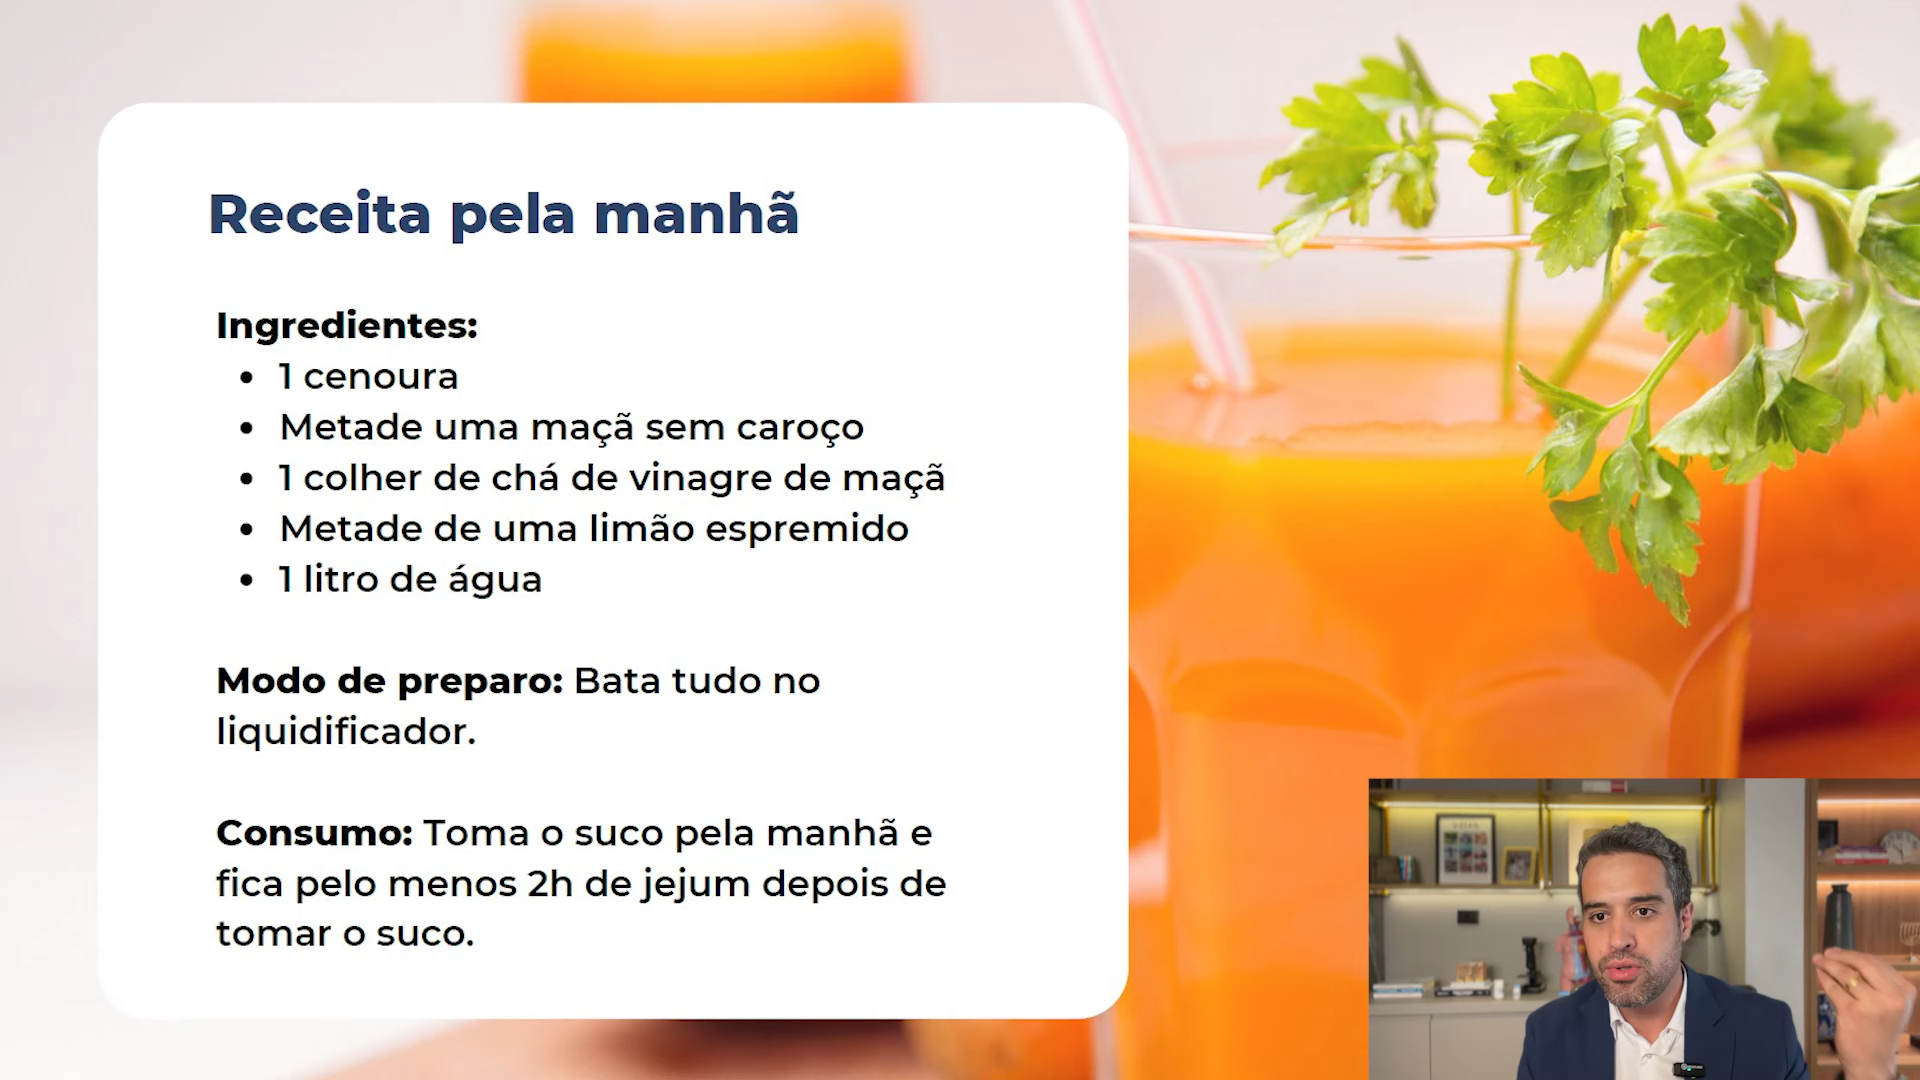 Receita pela manhã
Ingredientes:
• 1 cenoura
• Metade uma maçã sem caroço
• 1 colher de chá de vinagre de maçã
• Metade de uma limão espremido
• 1 litro de água
Modo de preparo: Bata tudo no
liquidificador.
Consumo: Toma o suco pela manhã e
fica pelo menos 2h de jejum depois de
tomar o suco.